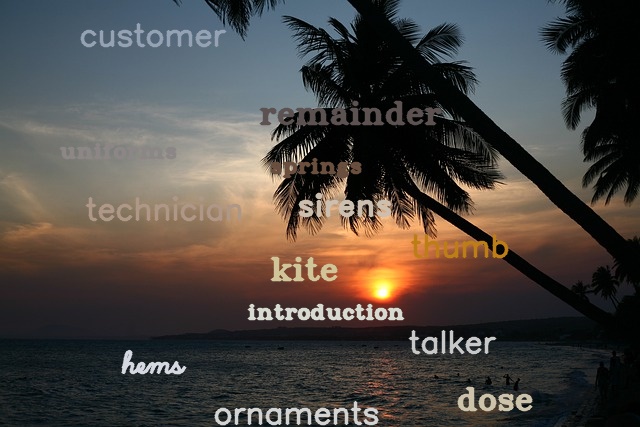 customer
remainder
uniforms
springs
technician
sirens
thumb
kite
introduction
talker
hems
dose
ornaments